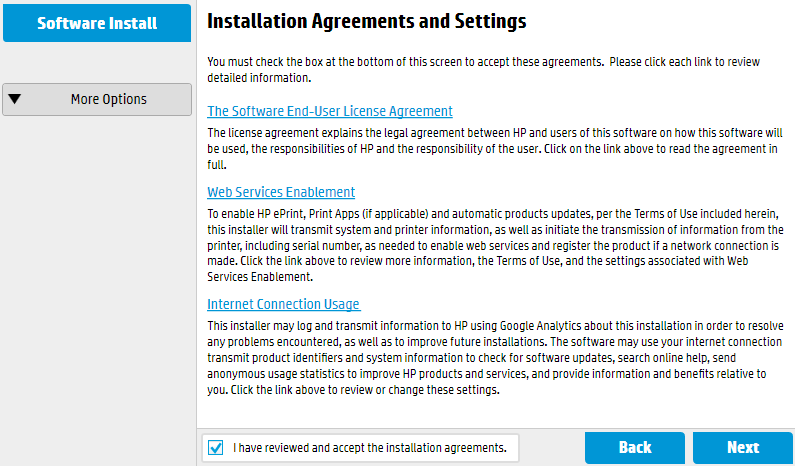 Software Install
More Options
Installation Agreements and Settings
You must check the box at the bottom of this screen to accept these agreements.  Please click each link to review
detailed information.
The Software End-User License Agreement
The license agreement explains the legal agreement between HP and users of this software on how this software will
be used, the responsibilities of HP and the responsibility of the user. Click on the link above to read the agreement in
full.
Web Services Enablement
To enable HP ePrint, Print Apps (if applicable) and automatic products updates, per the Terms of Use included herein,
this installer will transmit system and printer information, as well as initiate the transmission of information from the
printer, including serial number, as needed to enable web services and register the product if a network connection is
made. Click the link above to review more information, the Terms of Use, and the settings associated with Web
Services Enablement.
Internet Connection Usage
This installer may log and transmit information to HP using Google Analytics about this installation in order to resolve
any problems encountered, as well as to improve future installations. The software may use your internet connection
transmit product identifiers and system information to check for software updates, search online help, send
anonymous usage statistics to improve HP products and services, and provide information and benefits relative to
you. Click the link above to review or change these settings.
I have reviewed and accept the installation agreements.
Back
Next